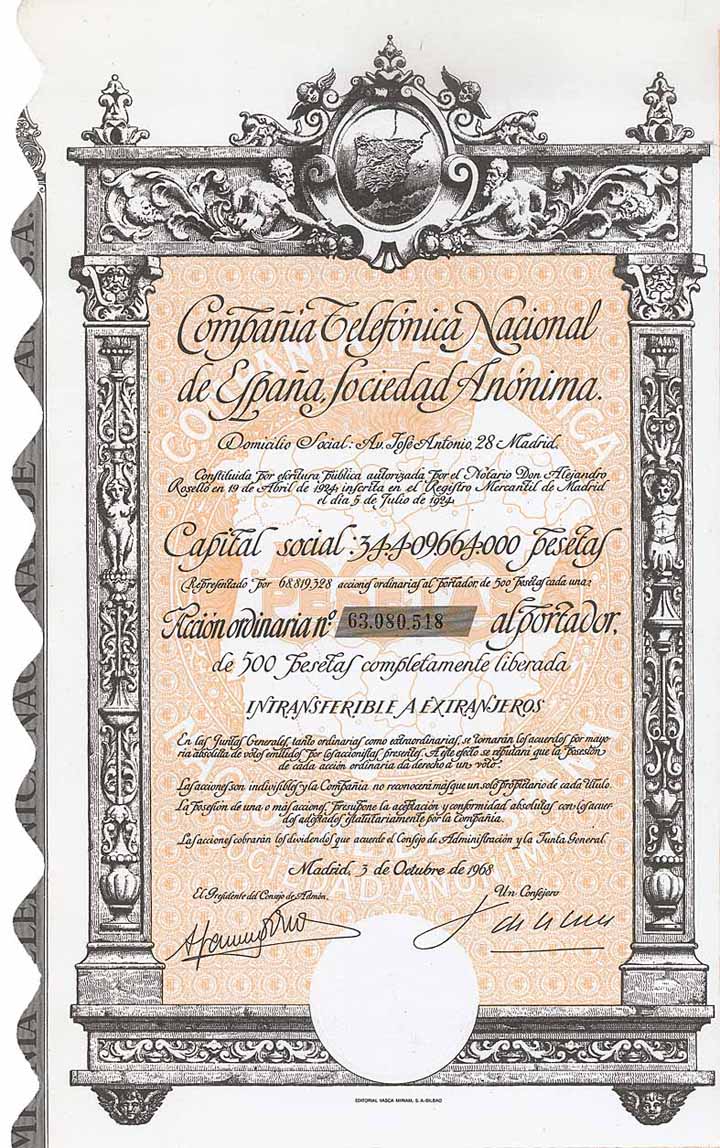 Compañia Telefónica Nacional
de España, Sociedad Anónima.
Domicilio Social: Av. José Antonio, 28 Madrid.
Constituida por escritura pública autorizada por el Notario Don Alejandro
Roselló en 19 de Abril de 1924; inscrita en el Registro Mercantil de Madrid
el día 5 de Julio de 1924
Capital social: 34.409.664.000 pesetas
Representado por 68.819.328 acciones ordinarias al portador de 500 Pesetas cada una:
Acción ordinaria nº 63.080.518 al portador,
de 500 Pesetas completamente liberada
INTRANSFERIBLE A EXTRANJEROS
En las Juntas Generales, tanto ordinarias como extraordinarias, se tomarán los acuerdos por mayo-
ria absoluta de votos emitidos por los accionistas presentes. A este efecto se reputará que la posesión
de cada acción ordinaria da derecho a un voto.
Las acciones son indivisibles y la Compañia no reconocerá más que un solo propietario de cada título.
La posesión de una o más acciones, presupone la aceptación y conformidad absolutas con los acuer-
dos adoptados estatutariamente por la Compañia.
Las acciones cobrarán los dividendos que acuerde el Consejo de Administración y la Junta General.
Madrid, 3 de Octubre de 1968
El Presidente del Consejo de Admón.
Un Consejero
EDITORIAL VASCA MIRIAM, S. A.-BILBAO